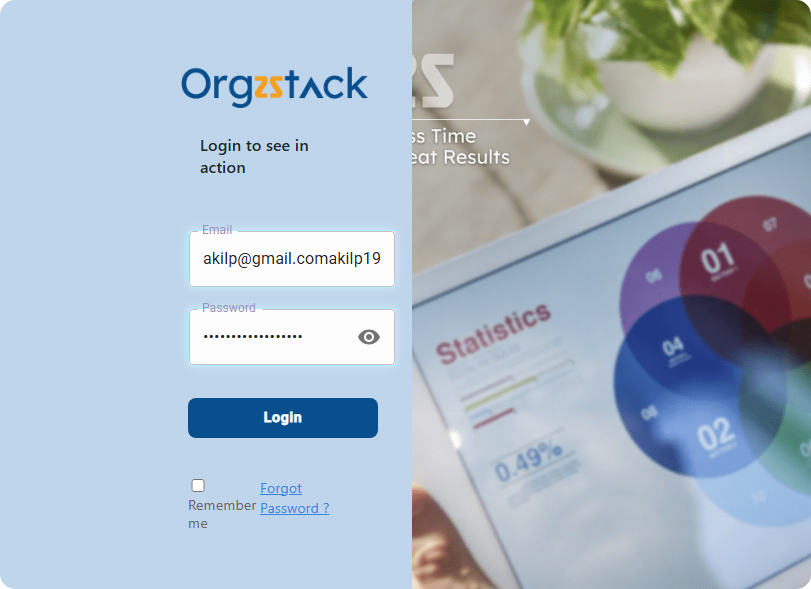 Orgzstack
Login to see in
action
Email
akilp@gmail.comakilp19
Password
Login
Remember
me
Forgot
Password ?
ss Time
eat Results
Statistics
0.49%
01
02
04
06
07
08